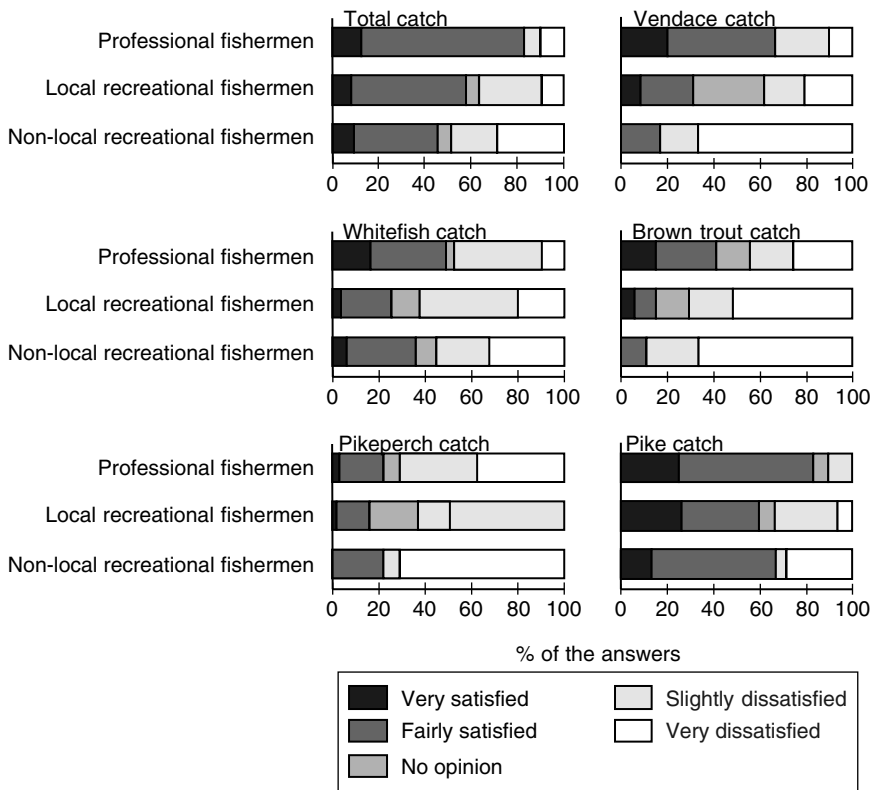 Total catch
Vendace catch
Professional fishermen
Local recreational fishermen
Non-local recreational fishermen
0 20 40 60 80 100
0 20 40 60 80 100
Whitefish catch
Brown trout catch
Professional fishermen
Local recreational fishermen
Non-local recreational fishermen
0 20 40 60 80 100
0 20 40 60 80 100
Pikeperch catch
Pike catch
Professional fishermen
Local recreational fishermen
Non-local recreational fishermen
0 20 40 60 80 100
0 20 40 60 80 100
% of the answers
Very satisfied
Fairly satisfied
No opinion
Slightly dissatisfied
Very dissatisfied